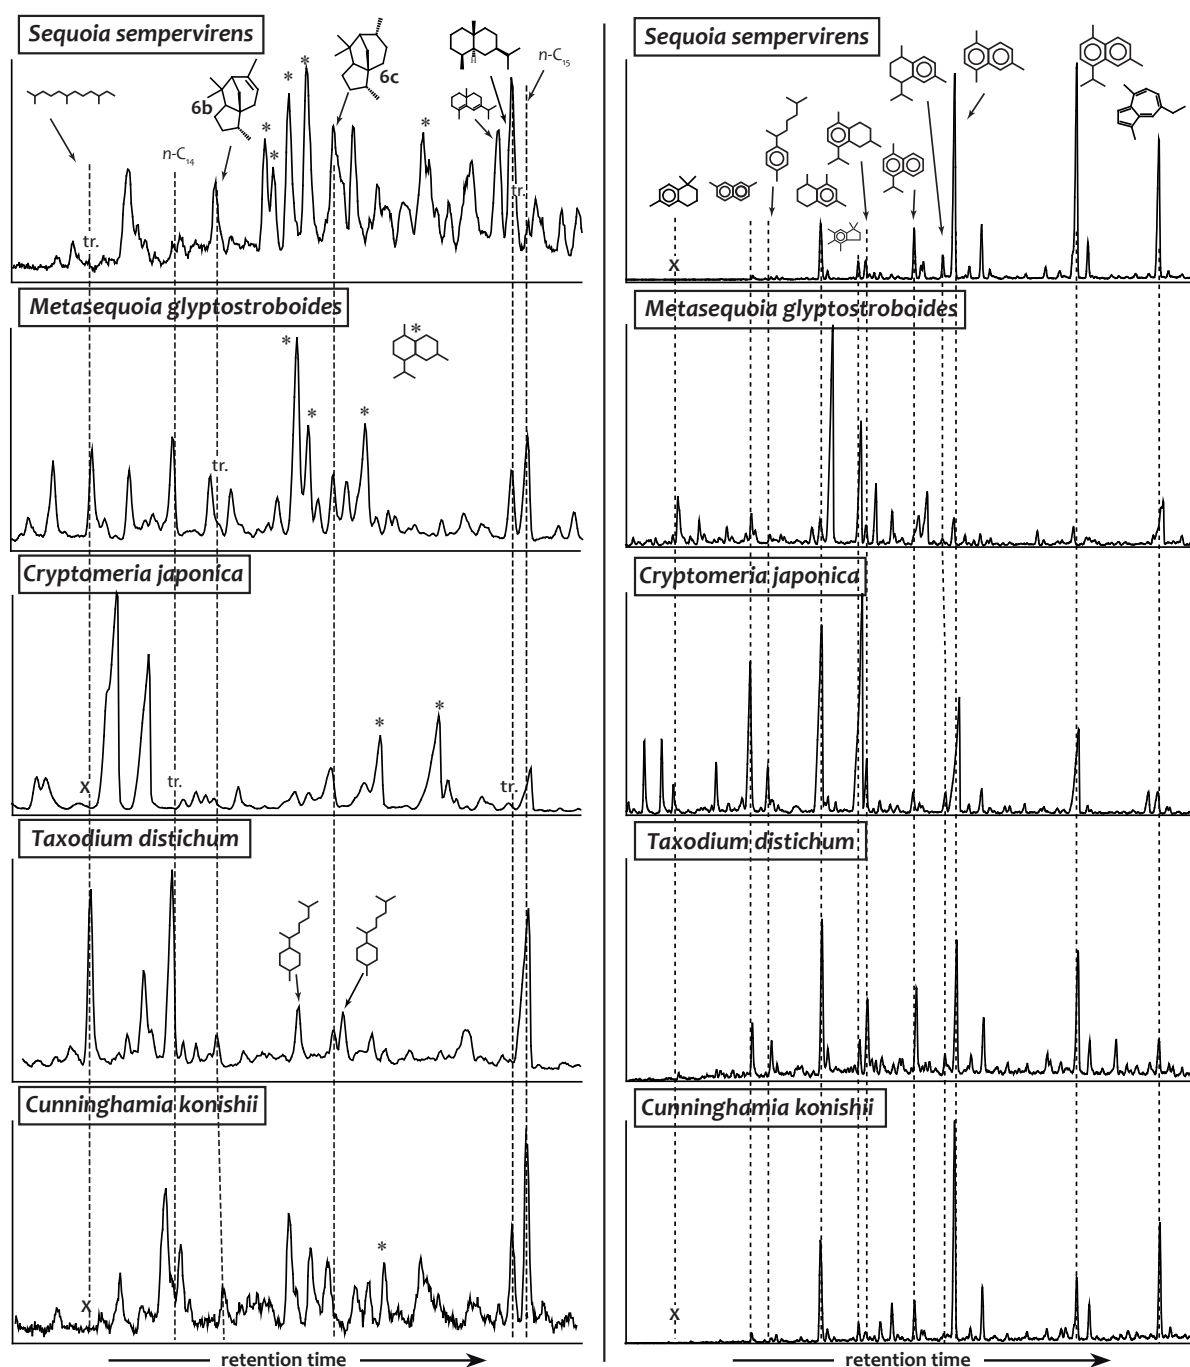 Sequoia sempervirens
6b
6c
H
n-C₁₅
n-C₁₄
* * * * *
tr.
tr.
Metasequoia glyptostroboides
*
* * *
tr.
Cryptomeria japonica
* *
x
tr.
tr.
Taxodium distichum
Cunninghamia konishii
*
x
retention time
Sequoia sempervirens
x
Metasequoia glyptostroboides
Cryptomeria japonica
Taxodium distichum
Cunninghamia konishii
x
retention time